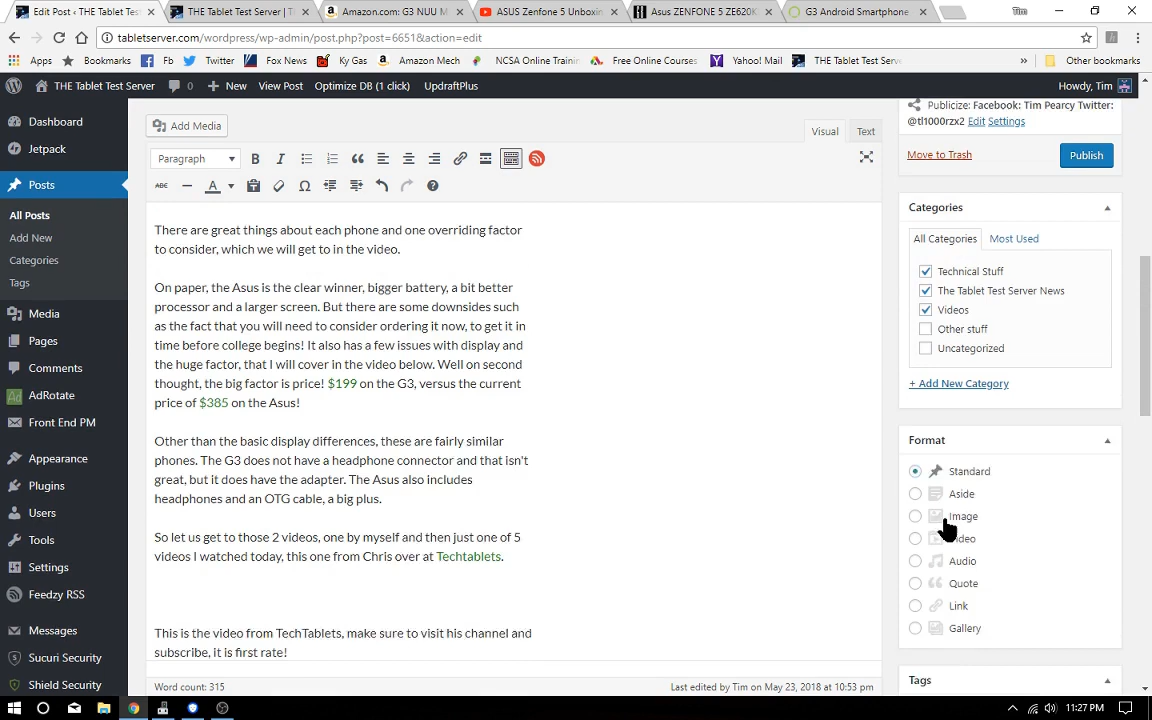 Edit Post ‹ THE Tablet Tes
THE Tablet Test Server | T
Amazon.com: G3 NUU M
ASUS Zenfone 5 Unboxin
Asus ZENFONE 5 ZE620K
G3 Android Smartphone
Tim
tabletserver.com/wordpress/wp-admin/post.php?post=6651&action=edit
Apps
Bookmarks
Fb
Twitter
Fox News
Ky Gas
Amazon Mech
NCSA Online Trainin
Free Online Courses
Yahoo! Mail
THE Tablet Test Serve
Other bookmarks
THE Tablet Test Server
0
New
View Post
Optimize DB (1 click)
UpdraftPlus
Howdy, Tim
Dashboard
Jetpack
Posts
All Posts
Add New
Categories
Tags
Media
Pages
Comments
AdRotate
Front End PM
Appearance
Plugins
Users
Tools
Settings
Feedzy RSS
Messages
Sucuri Security
Shield Security
Add Media
Visual
Text
Paragraph
There are great things about each phone and one overriding factor
to consider, which we will get to in the video.
On paper, the Asus is the clear winner, bigger battery, a bit better
processor and a larger screen. But there are some downsides such
as the fact that you will need to consider ordering it now, to get it in
time before college begins! It also has a few issues with display and
the huge factor, that I will cover in the video below. Well on second
thought, the big factor is price! $199 on the G3, versus the current
price of $385 on the Asus!
Other than the basic display differences, these are fairly similar
phones. The G3 does not have a headphone connector and that isn't
great, but it does have the adapter. The Asus also includes
headphones and an OTG cable, a big plus.
So let us get to those 2 videos, one by myself and then just one of 5
videos I watched today, this one from Chris over at Techtablets.
This is the video from TechTablets, make sure to visit his channel and
subscribe, it is first rate!
Word count: 315
Last edited by Tim on May 23, 2018 at 10:53 pm
Publicize: Facebook: Tim Pearcy Twitter:
@tl1000rzx2 Edit Settings
Move to Trash
Publish
Categories
All Categories
Most Used
Technical Stuff
The Tablet Test Server News
Videos
Other stuff
Uncategorized
+ Add New Category
Format
Standard
Aside
Image
Video
Audio
Quote
Link
Gallery
Tags
11:27 PM